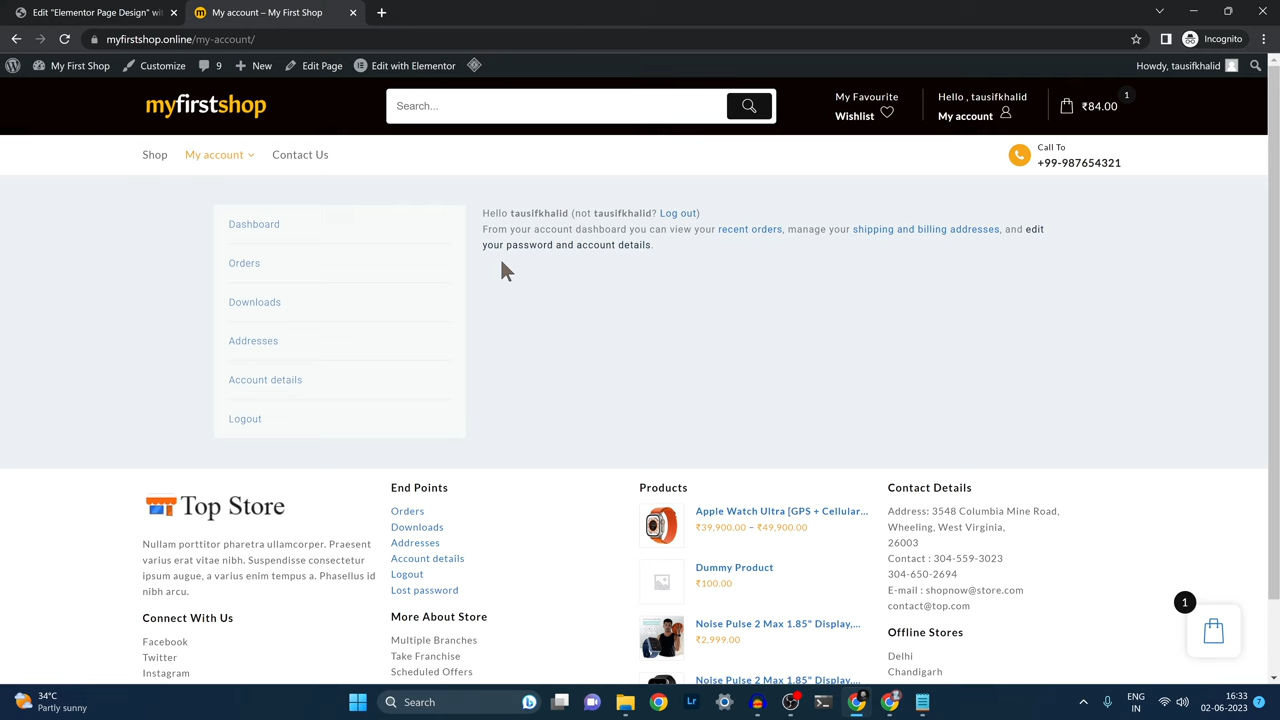 Edit "Elementor Page Design" wit
My account – My First Shop
myfirstshop.online/my-account/
Incognito
My First Shop
Customize
9
New
Edit Page
Edit with Elementor
Howdy, tausifkhalid
myfirstshop
Search...
My Favourite
Wishlist
Hello , tausifkhalid
My account
₹84.00
1
Shop
My account
Contact Us
Call To
+99-987654321
Dashboard
Orders
Downloads
Addresses
Account details
Logout
Hello tausifkhalid (not tausifkhalid? Log out)
From your account dashboard you can view your recent orders, manage your shipping and billing addresses, and edit
your password and account details.
Top Store
Nullam porttitor pharetra ullamcorper. Praesent
varius erat vitae nibh. Suspendisse consectetur
ipsum augue, a varius enim tempus a. Phasellus id
nibh arcu.
Connect With Us
Facebook
Twitter
Instagram
End Points
Orders
Downloads
Addresses
Account details
Logout
Lost password
More About Store
Multiple Branches
Take Franchise
Scheduled Offers
Products
Apple Watch Ultra [GPS + Cellular...
₹39,900.00 – ₹49,900.00
Dummy Product
₹100.00
Noise Pulse 2 Max 1.85" Display,...
₹2,999.00
Noise Pulse 2 Max 1.85" Display,...
Contact Details
Address: 3548 Columbia Mine Road,
Wheeling, West Virginia,
26003
Contact : 304-559-3023
304-650-2694
E-mail : shopnow@store.com
contact@top.com
Offline Stores
Delhi
Chandigarh
1
34°C
Partly sunny
Search
Lr
ENG
IN
16:33
02-06-2023
7